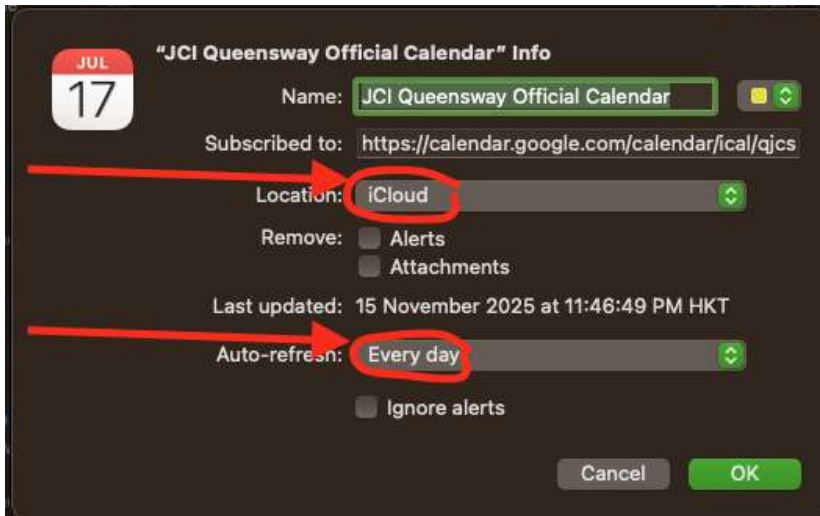 "JCI Queensway Official Calendar" Info
JUL
17
Name: JCI Queensway Official Calendar
Subscribed to: https://calendar.google.com/calendar/ical/qjcs
Location: iCloud
Remove: Alerts
Attachments
Last updated: 15 November 2025 at 11:46:49 PM HKT
Auto-refresh: Every day
Ignore alerts
Cancel OK